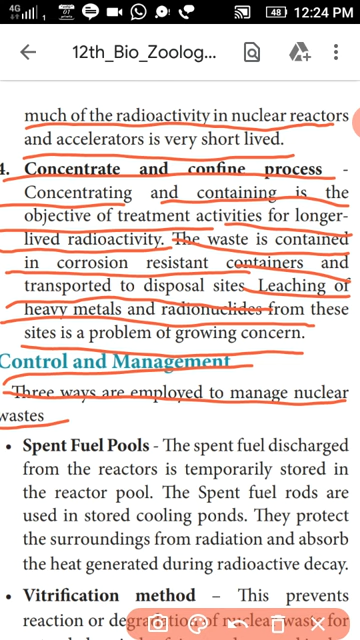 4G
12:24 PM
48
12th_Bio_Zoolog...
much of the radioactivity in nuclear reactors
and accelerators is very short lived.
4. Concentrate and confine process -
Concentrating and containing is the
objective of treatment activities for longer-
lived radioactivity. The waste is contained
in corrosion resistant containers and
transported to disposal sites. Leaching of
heavy metals and radionuclides from these
sites is a problem of growing concern.
Control and Management
Three ways are employed to manage nuclear
wastes
• Spent Fuel Pools - The spent fuel discharged
from the reactors is temporarily stored in
the reactor pool. The Spent fuel rods are
used in stored cooling ponds. They protect
the surroundings from radiation and absorb
the heat generated during radioactive decay.
• Vitrification method – This prevents
reaction or degradation of nuclear waste for